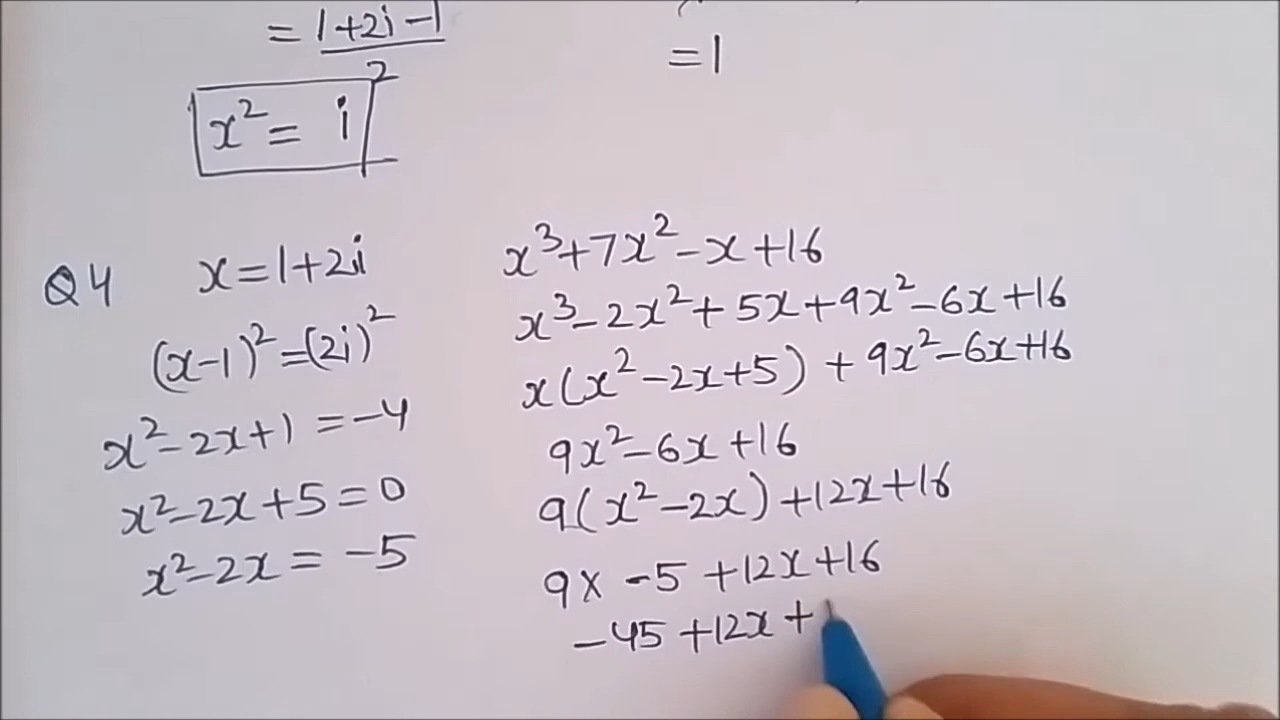 = 1+2i-1
2
= 1
x² = i
Q4 x=1+2i
(x-1)²=(2i)²
x²-2x+1=-4
x²-2x+5=0
x²-2x=-5
x³+7x²-x+16
x³-2x²+5x+9x²-6x+16
x(x²-2x+5)+9x²-6x+16
9x²-6x+16
9(x²-2x)+12x+16
9x-5+12x+16
-45+12x+